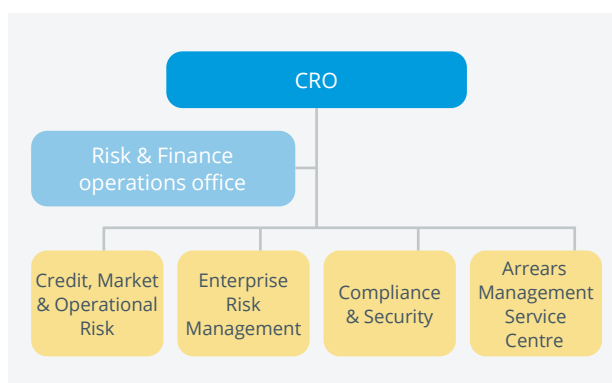 CRO
Risk & Finance
operations office
Credit, Market
& Operational
Risk
Enterprise
Risk
Management
Compliance
& Security
Arrears
Management
Service
Centre